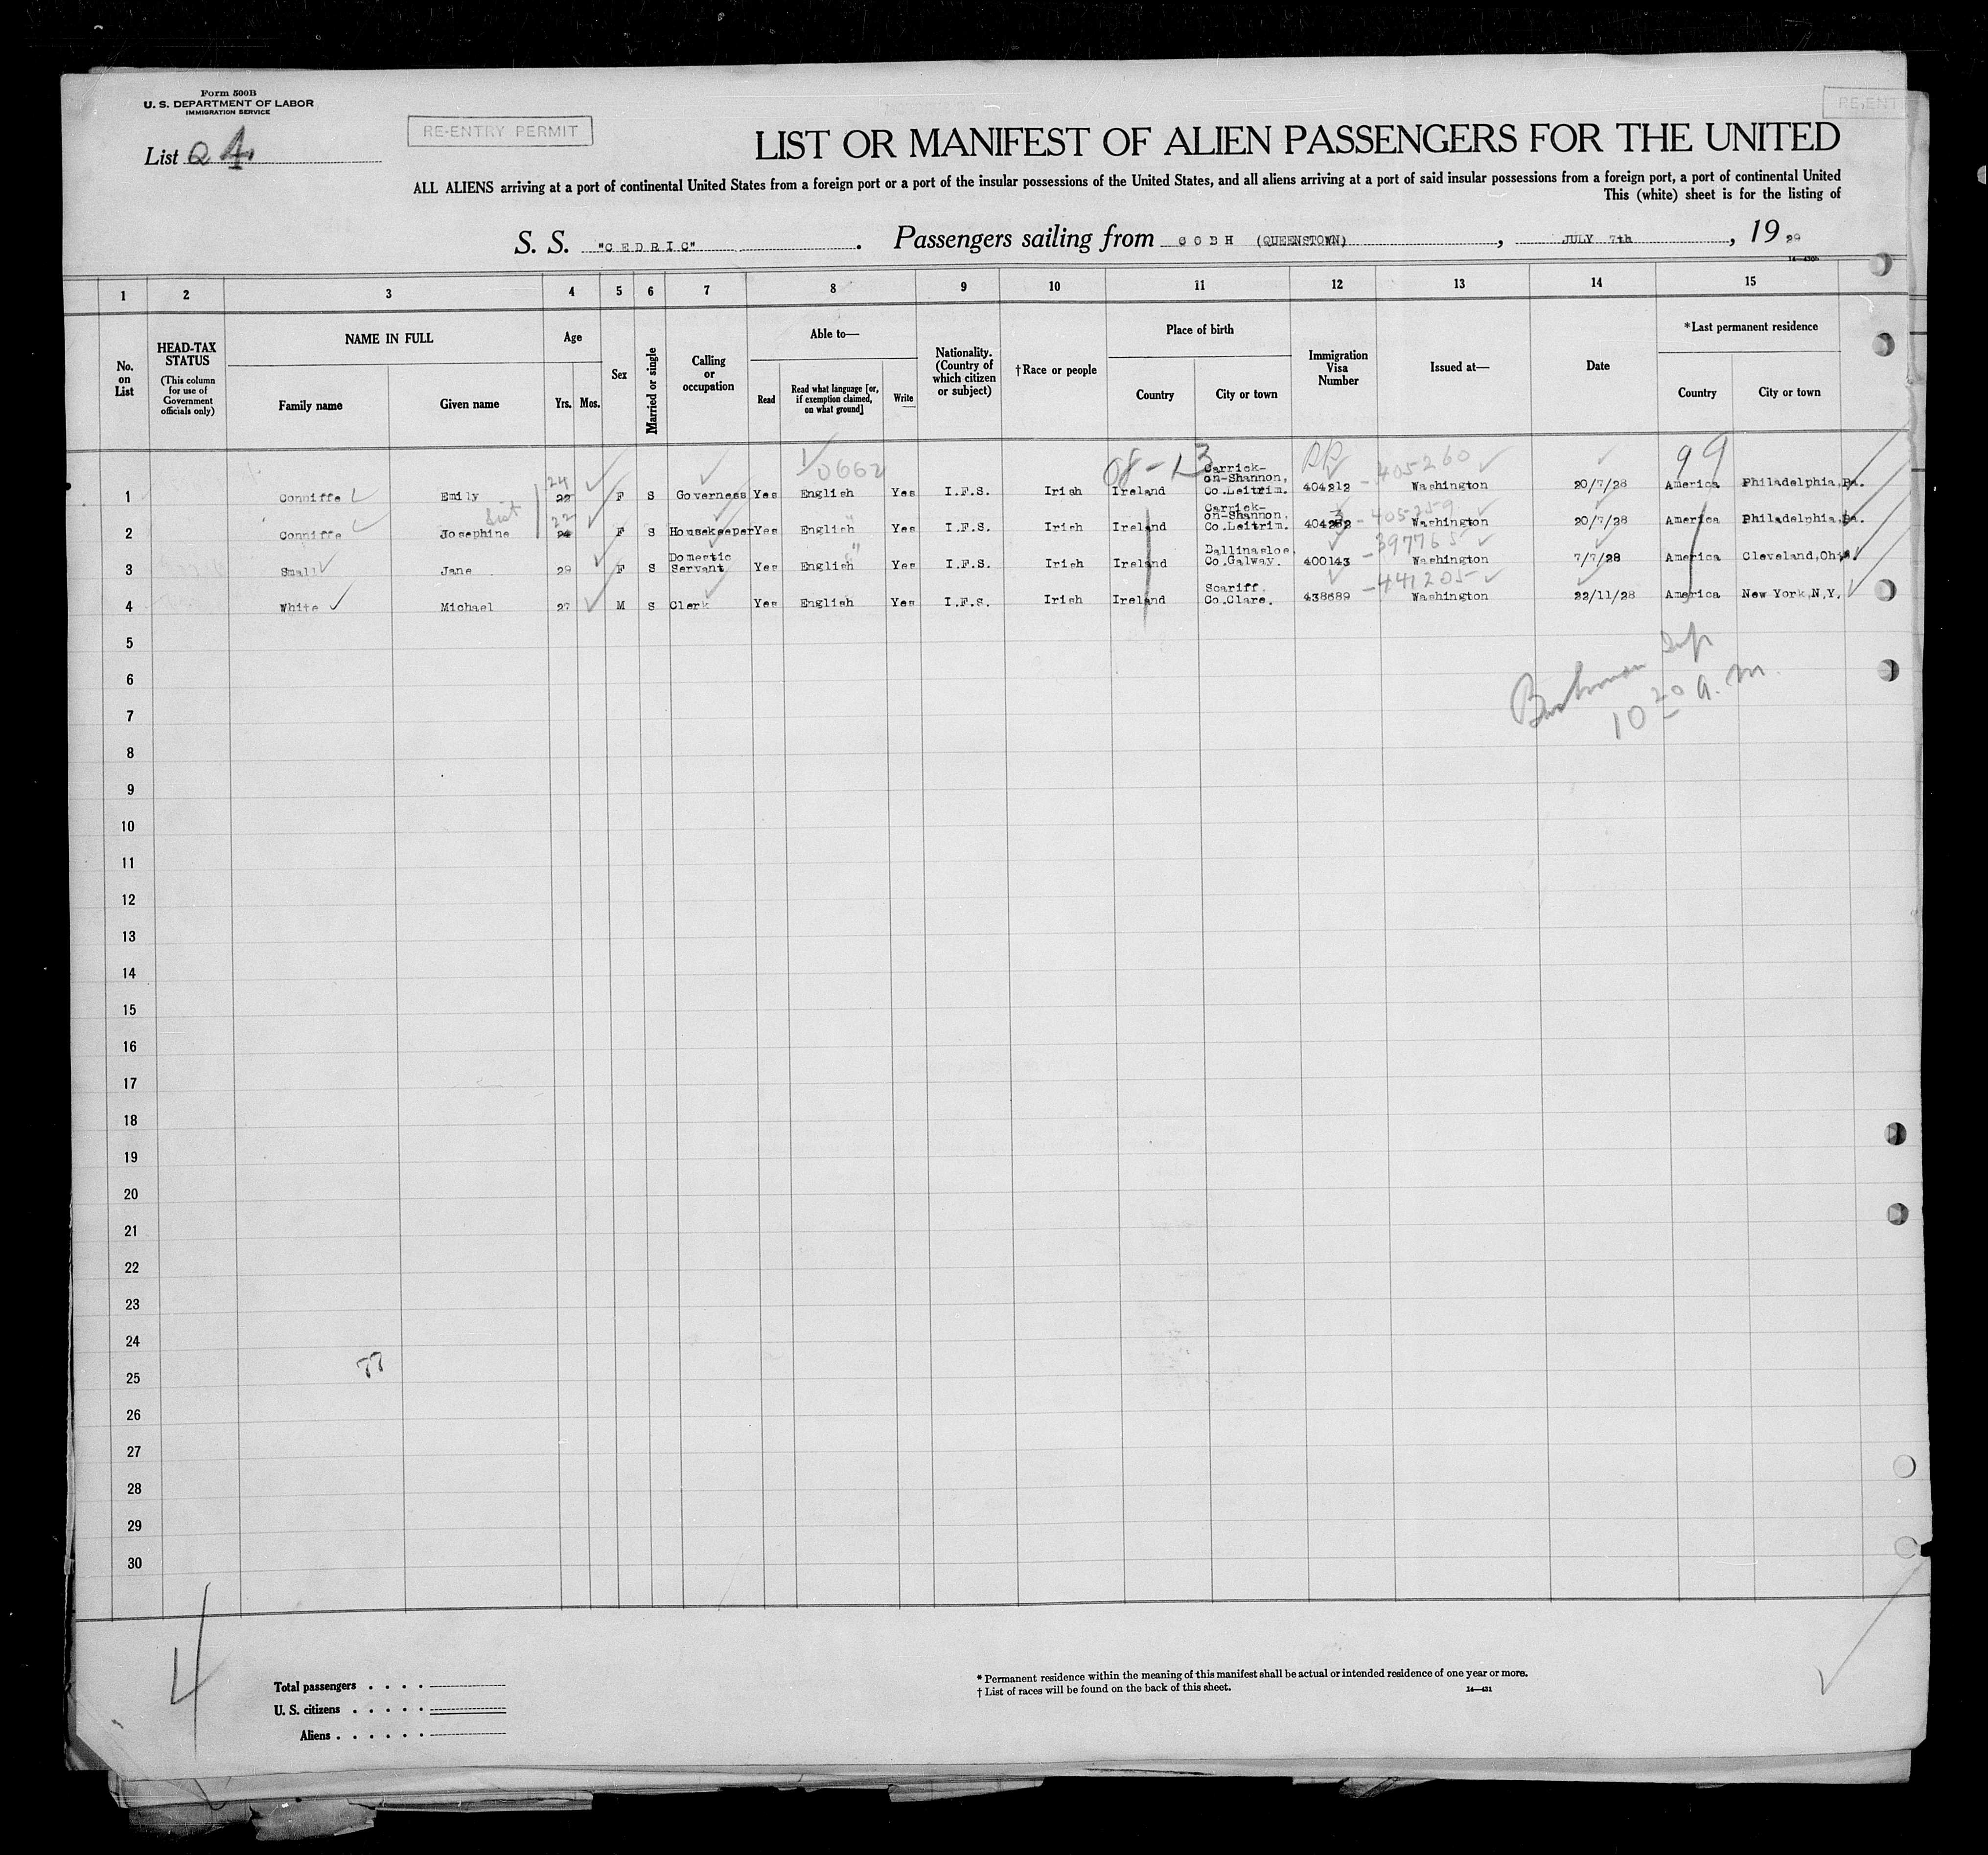 Form 500B
U. S. DEPARTMENT OF LABOR
IMMIGRATION SERVICE
List Q 4
RE-ENTRY PERMIT
RE-ENT
LIST OR MANIFEST OF ALIEN PASSENGERS FOR THE UNITED
ALL ALIENS arriving at a port of continental United States from a foreign port or a port of the insular possessions of the United States, and all aliens arriving at a port of said insular possessions from a foreign port, a port of continental United
This (white) sheet is for the listing of
S. S. "CEDRIC". Passengers sailing from COBH (QUEENSTOWN), JULY 7th, 19 29
14—430b
1 2 3 4 5 6 7 8 9 10 11 12 13 14 15
No. on List
HEAD-TAX STATUS
(This column for use of Government officials only)
NAME IN FULL
Family name
Given name
Age
Yrs.
Mos.
Sex
Married or single
Calling or occupation
Able to—
Read
Read what language [or, if exemption claimed, on what ground]
Write
Nationality. (Country of which citizen or subject)
†Race or people
Place of birth
Country
City or town
Immigration Visa Number
Issued at—
Date
*Last permanent residence
Country
City or town
0662 08-13 99
1 Conniffe Emily 22 24 F S Governess Yes English Yes I.F.S. Irish Ireland Carrick-on-Shannon, Co.Leitrim. 404212 -405260 Washington 20/7/28 America Philadelphia,Pa.
2 Conniffe Josephine 22 F S Housekeeper Yes English Yes I.F.S. Irish Ireland Carrick-on-Shannon. Co.Leitrim. -405259 Washington 20/7/28 America Philadelphia,Pa.
3 Small Jane 29 F S Domestic Servant Yes English Yes I.F.S. Irish Ireland Ballinasloe, Co.Galway. 400143 -397765 Washington 7/7/28 America Cleveland,Ohio
4 White Michael 27 M S Clerk Yes English Yes I.F.S. Irish Ireland Scariff. Co.Clare. 438689 -441205 Washington 22/11/28 America New York,N.Y.
5
6
10 20 a.m.
7
8
9
10
11
12
13
14
15
16
17
18
19
20
21
22
23
24
25
26
27
28
29
30
4
Total passengers . . . .
U. S. citizens . . . . .
Aliens . . . . . .
* Permanent residence within the meaning of this manifest shall be actual or intended residence of one year or more.
† List of races will be found on the back of this sheet.
14—431